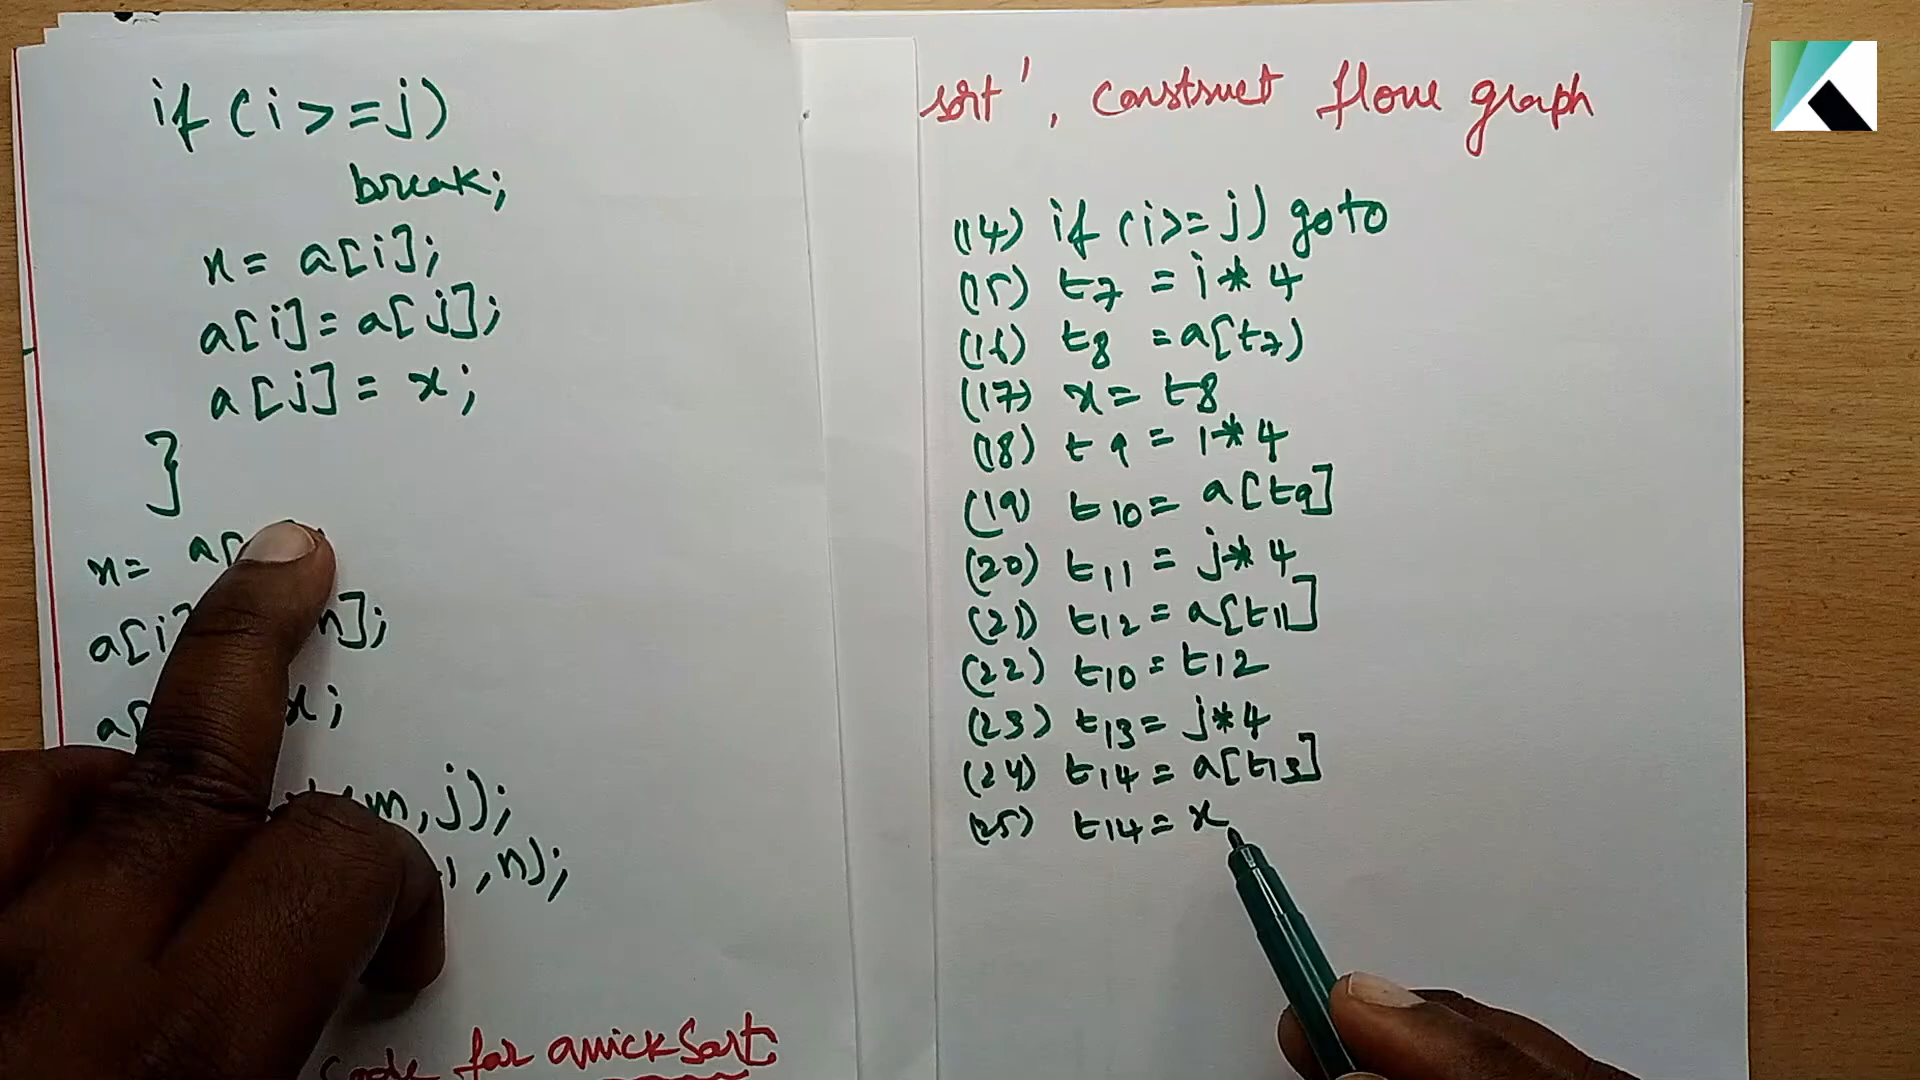 if (i>=j)
break;
x= a[i];
a[i]= a[j];
a[j]= x;
}
x= a[
a[i] n];
a[ x;
(m,j);
1,n);
code for quickSort
sort', construct flow graph
(14) if (i>=j) goto
(15) t7 = i*4
(16) t8 =a[t7)
(17) x= t8
(18) t9 = i*4
(19) t10= a[t9]
(20) t11 = j*4
(21) t12= a[t11]
(22) t10=t12
(23) t13= j*4
(24) t14= a[t13]
(25) t14= x